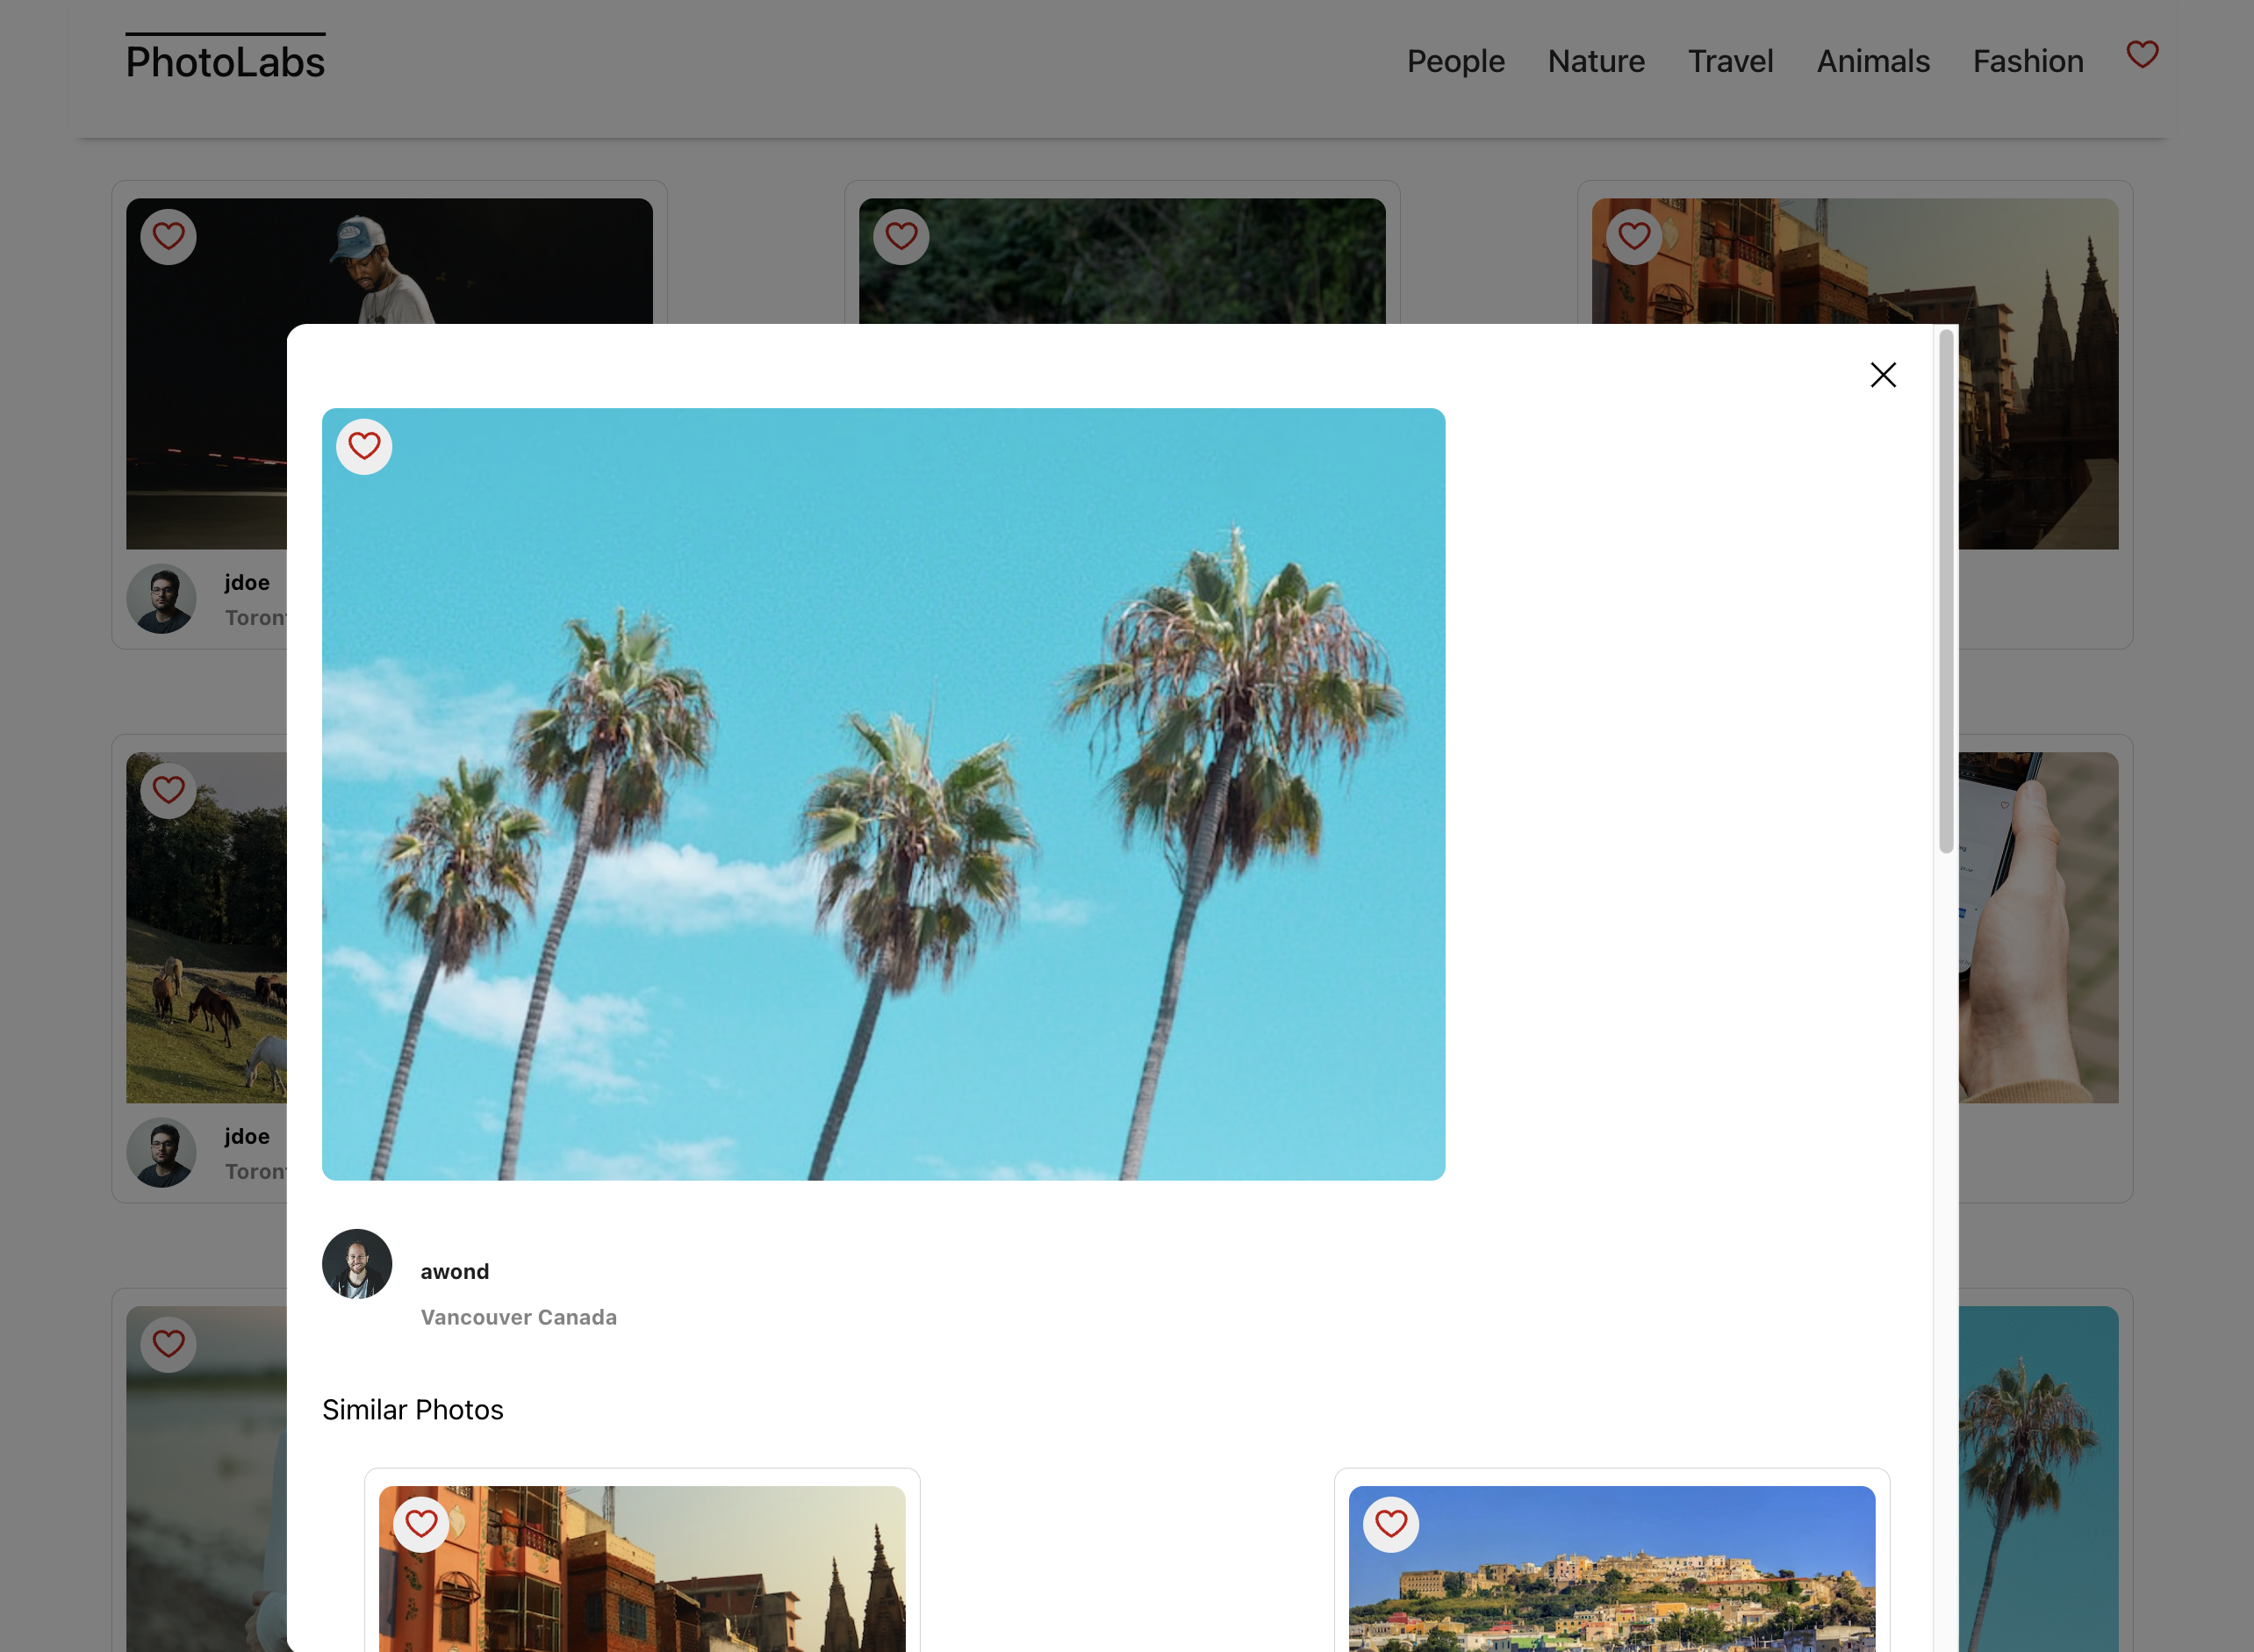 PhotoLabs
People Nature Travel Animals Fashion
jdoe
Toron
jdoe
Toron
awond
Vancouver Canada
Similar Photos